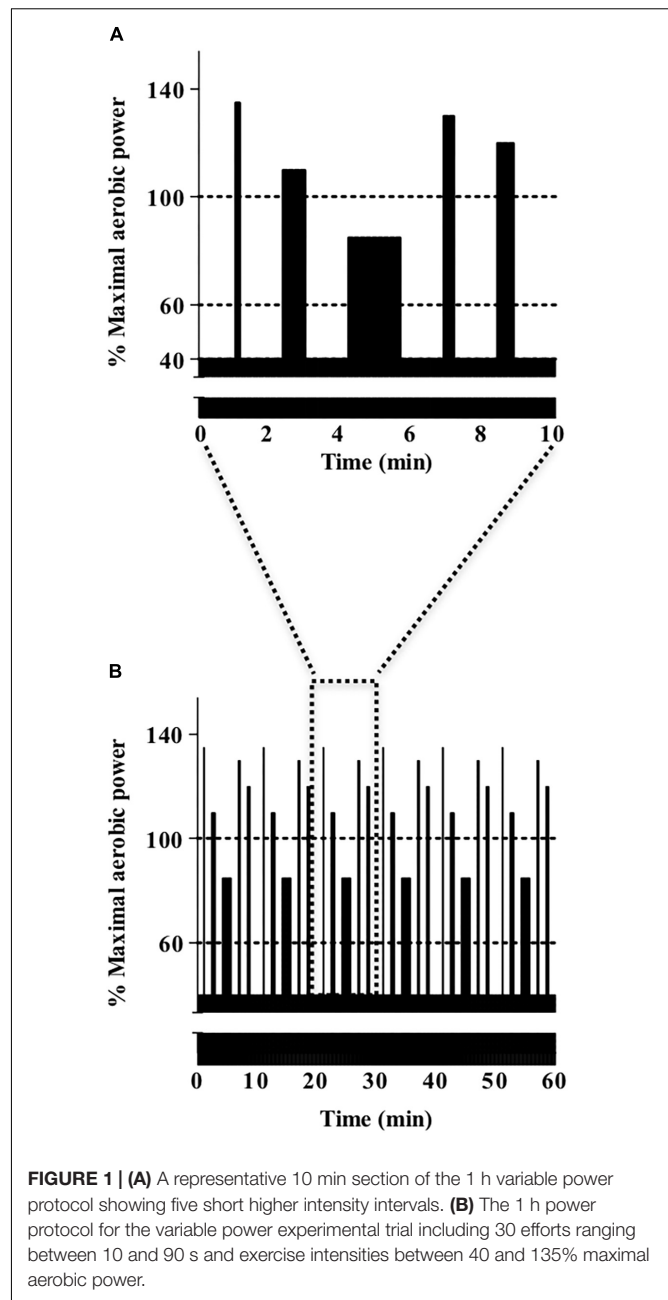 A
% Maximal aerobic power
140
100
60
40
0 2 4 6 8 10
Time (min)
B
% Maximal aerobic power
140
100
60
0 10 20 30 40 50 60
Time (min)
FIGURE 1 | (A) A representative 10 min section of the 1 h variable power
protocol showing five short higher intensity intervals. (B) The 1 h power
protocol for the variable power experimental trial including 30 efforts ranging
between 10 and 90 s and exercise intensities between 40 and 135% maximal
aerobic power.